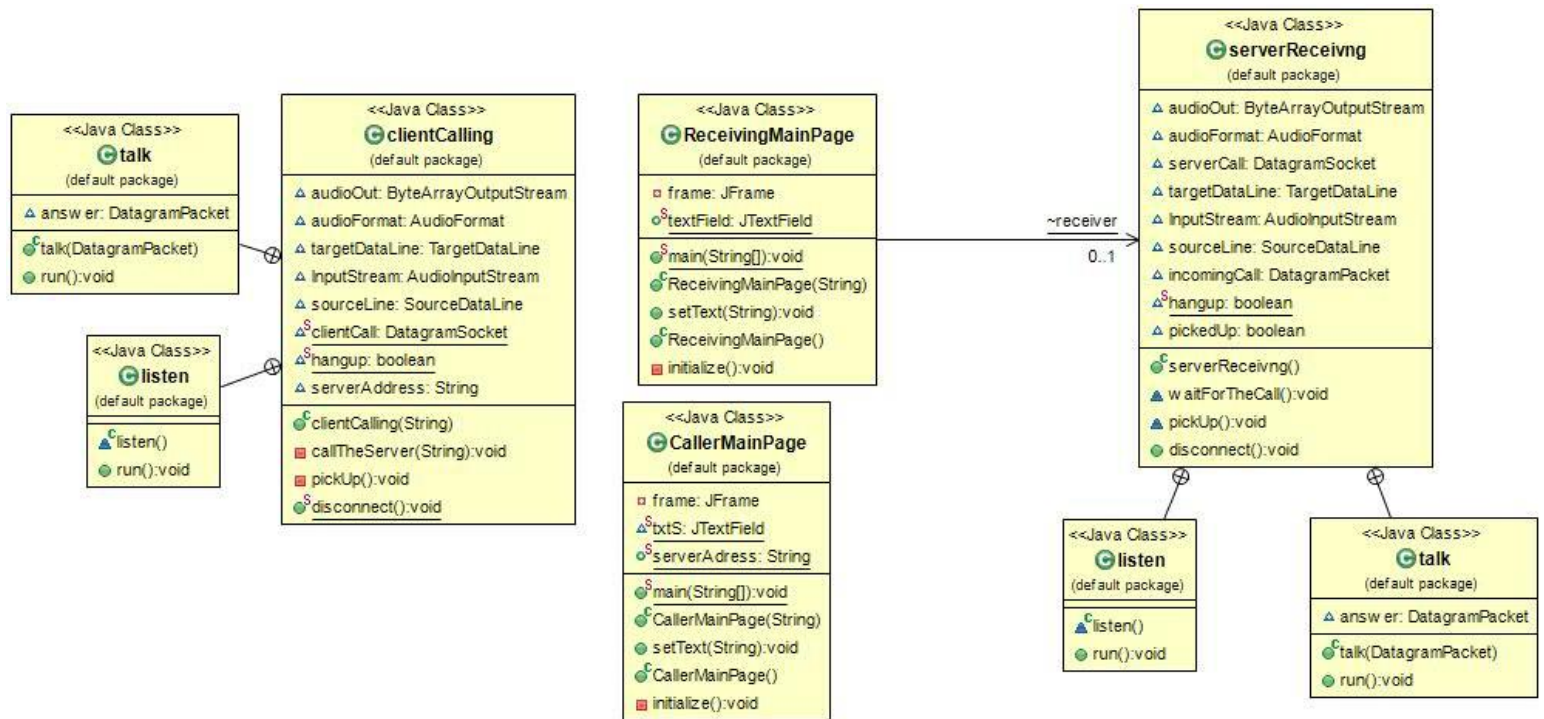 <<Java Class>>
talk
(default package)
answer: DatagramPacket
talk(DatagramPacket)
run():void
<<Java Class>>
listen
(default package)
listen()
run():void
<<Java Class>>
clientCalling
(default package)
audioOut: ByteArrayOutputStream
audioFormat: AudioFormat
targetDataLine: TargetDataLine
InputStream: AudioInputStream
sourceLine: SourceDataLine
clientCall: DatagramSocket
hangup: boolean
serverAddress: String
clientCalling(String)
callTheServer(String):void
pickUp():void
disconnect():void
<<Java Class>>
ReceivingMainPage
(default package)
frame: JFrame
textField: JTextField
main(String[]):void
ReceivingMainPage(String)
setText(String):void
ReceivingMainPage()
initialize():void
<<Java Class>>
CallerMainPage
(default package)
frame: JFrame
txtS: JTextField
serverAdress: String
main(String[]):void
CallerMainPage(String)
setText(String):void
CallerMainPage()
initialize():void
~receiver
0..1
<<Java Class>>
serverReceivng
(default package)
audioOut: ByteArrayOutputStream
audioFormat: AudioFormat
serverCall: DatagramSocket
targetDataLine: TargetDataLine
InputStream: AudioInputStream
sourceLine: SourceDataLine
incomingCall: DatagramPacket
hangup: boolean
pickedUp: boolean
serverReceivng()
waitForTheCall():void
pickUp():void
disconnect():void
<<Java Class>>
listen
(default package)
listen()
run():void
<<Java Class>>
talk
(default package)
answer: DatagramPacket
talk(DatagramPacket)
run():void